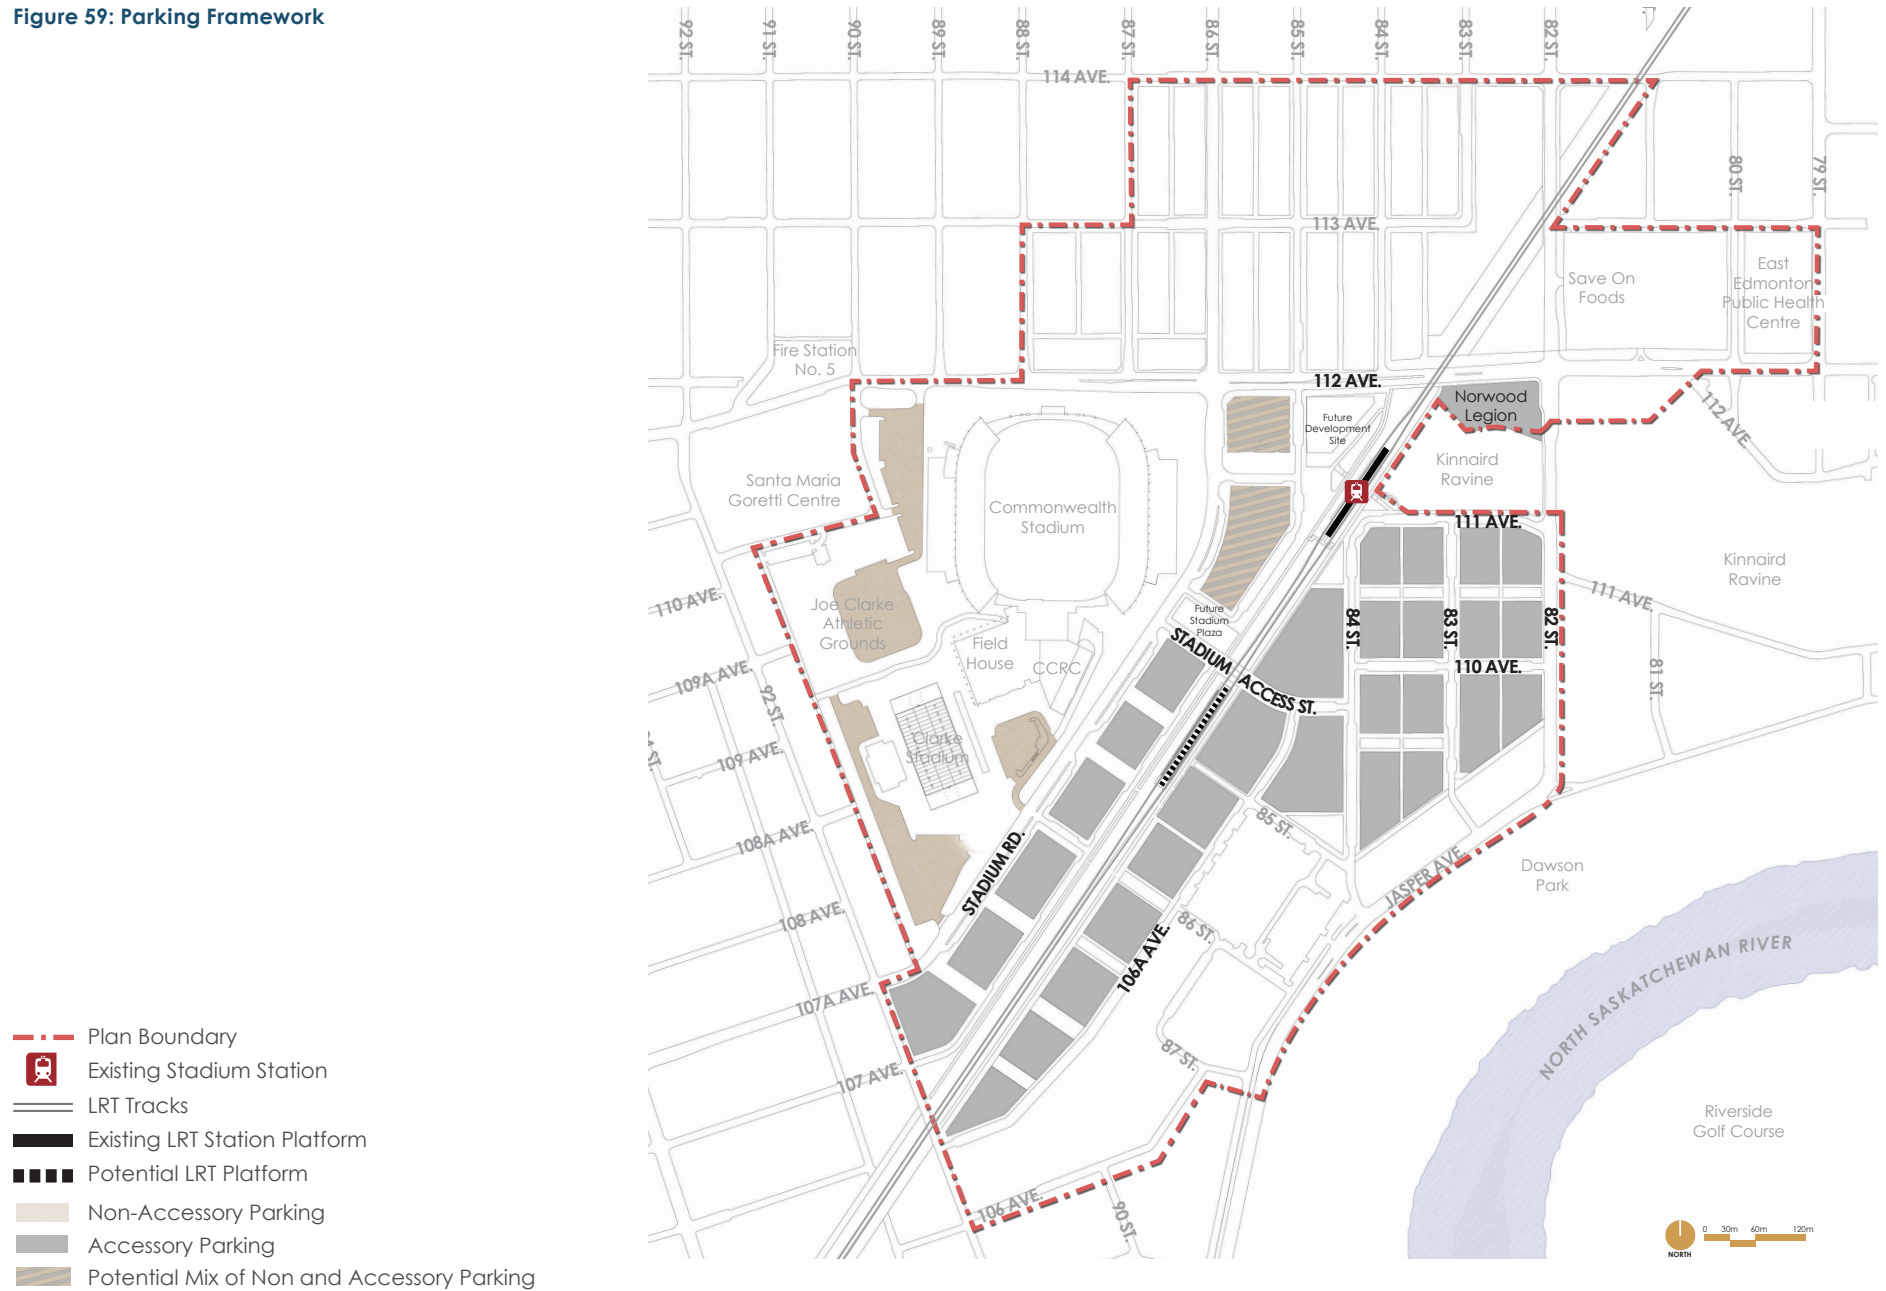 Figure 59: Parking Framework
92 ST.
91 ST.
90 ST.
89 ST.
88 ST.
87 ST.
86 ST.
85 ST.
84 ST.
83 ST.
82 ST.
114 AVE.
80 ST.
79 ST.
113 AVE.
Save On
Foods
East
Edmonton
Public Health
Centre
Fire Station
No. 5
112 AVE.
Norwood
Legion
112 AVE.
Future
Development
Site
Kinnaird
Ravine
Santa Maria
Goretti Centre
Commonwealth
Stadium
111 AVE.
Kinnaird
Ravine
110 AVE.
111 AVE.
Joe Clarke
Athletic
Grounds
Future
Stadium
Plaza
84 ST.
83 ST.
82 ST.
Field
House
CCRC
STADIUM ACCESS ST.
110 AVE.
81 ST.
109A AVE.
92 ST.
Clarke
Stadium
109 AVE.
85 ST.
108A AVE.
STADIUM RD.
JASPER AVE.
Dawson
Park
108 AVE.
86 ST.
106A AVE.
NORTH SASKATCHEWAN RIVER
107A AVE.
87 ST.
107 AVE.
Riverside
Golf Course
106 AVE.
90 ST.
Plan Boundary
Existing Stadium Station
LRT Tracks
Existing LRT Station Platform
Potential LRT Platform
Non-Accessory Parking
Accessory Parking
Potential Mix of Non and Accessory Parking
NORTH
0 30m 60m 120m